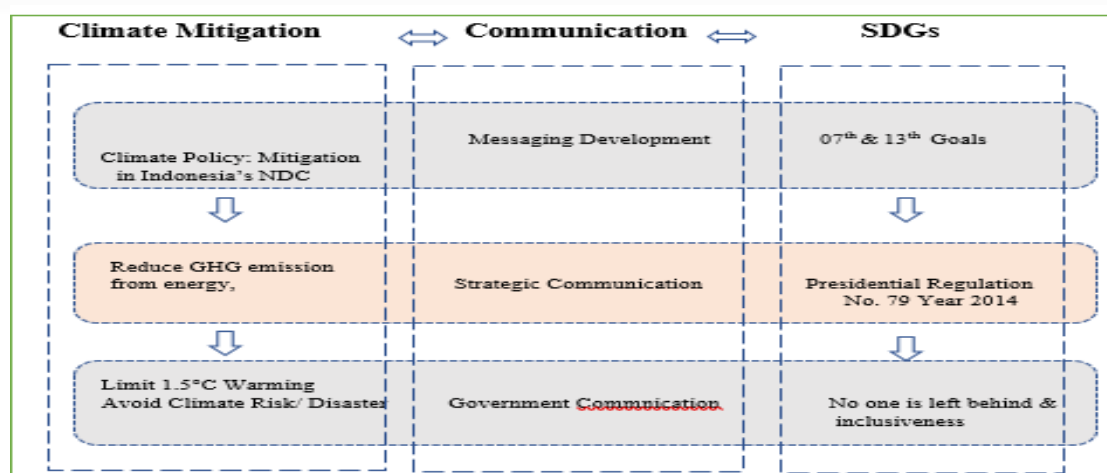 Climate Mitigation
Communication
SDGs
Messaging Development
07th & 13th Goals
Climate Policy: Mitigation
in Indonesia's NDC
Reduce GHG emission
from energy,
Strategic Communication
Presidential Regulation
No. 79 Year 2014
Limit 1.5°C Warming
Avoid Climate Risk/ Disaster
Government Commnication
No one is left behind &
inclusiveness